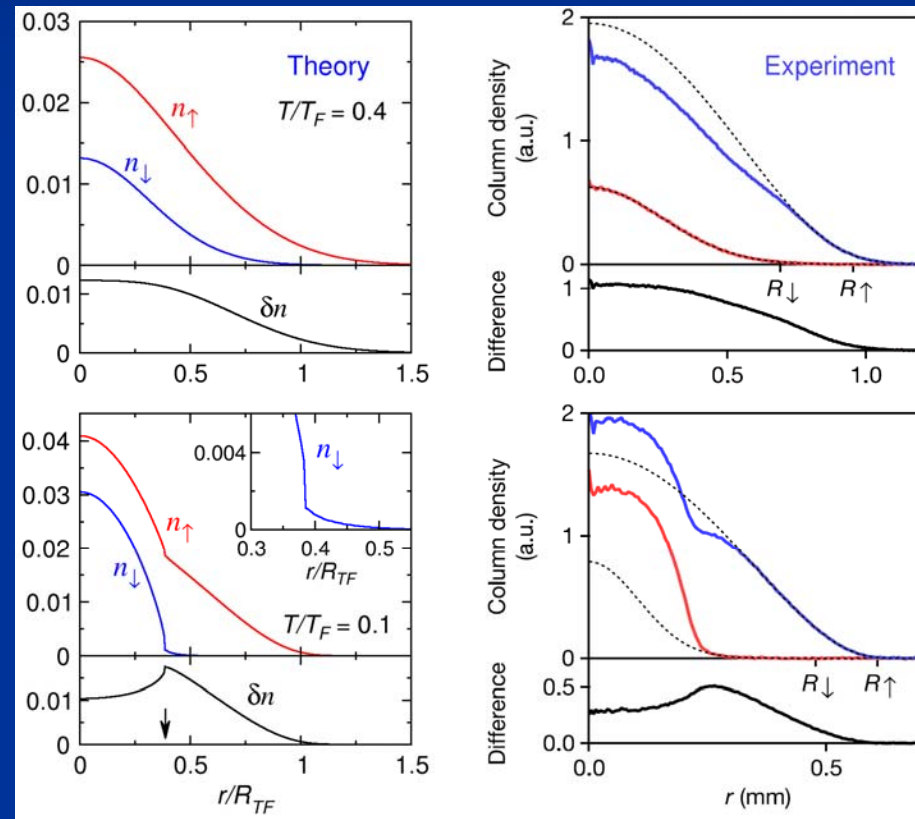 0.03
0.02
0.01
0
Theory
T/T_F = 0.4
n↑
n↓
0.01
0
δn
0
0.5
1
1.5
2
1
0
Column density
(a.u.)
Experiment
R↓
R↑
1
0
Difference
0.0
0.5
1.0
0.04
0.03
0.02
0.01
0
n↑
n↓
T/T_F = 0.1
0.004
0
n↓
0.3
0.4
0.5
r/R_TF
0.01
0
δn
0
0.5
1
1.5
r/R_TF
2
1
0
Column density
(a.u.)
R↓
R↑
0.5
0.0
Difference
0.0
0.5
r (mm)